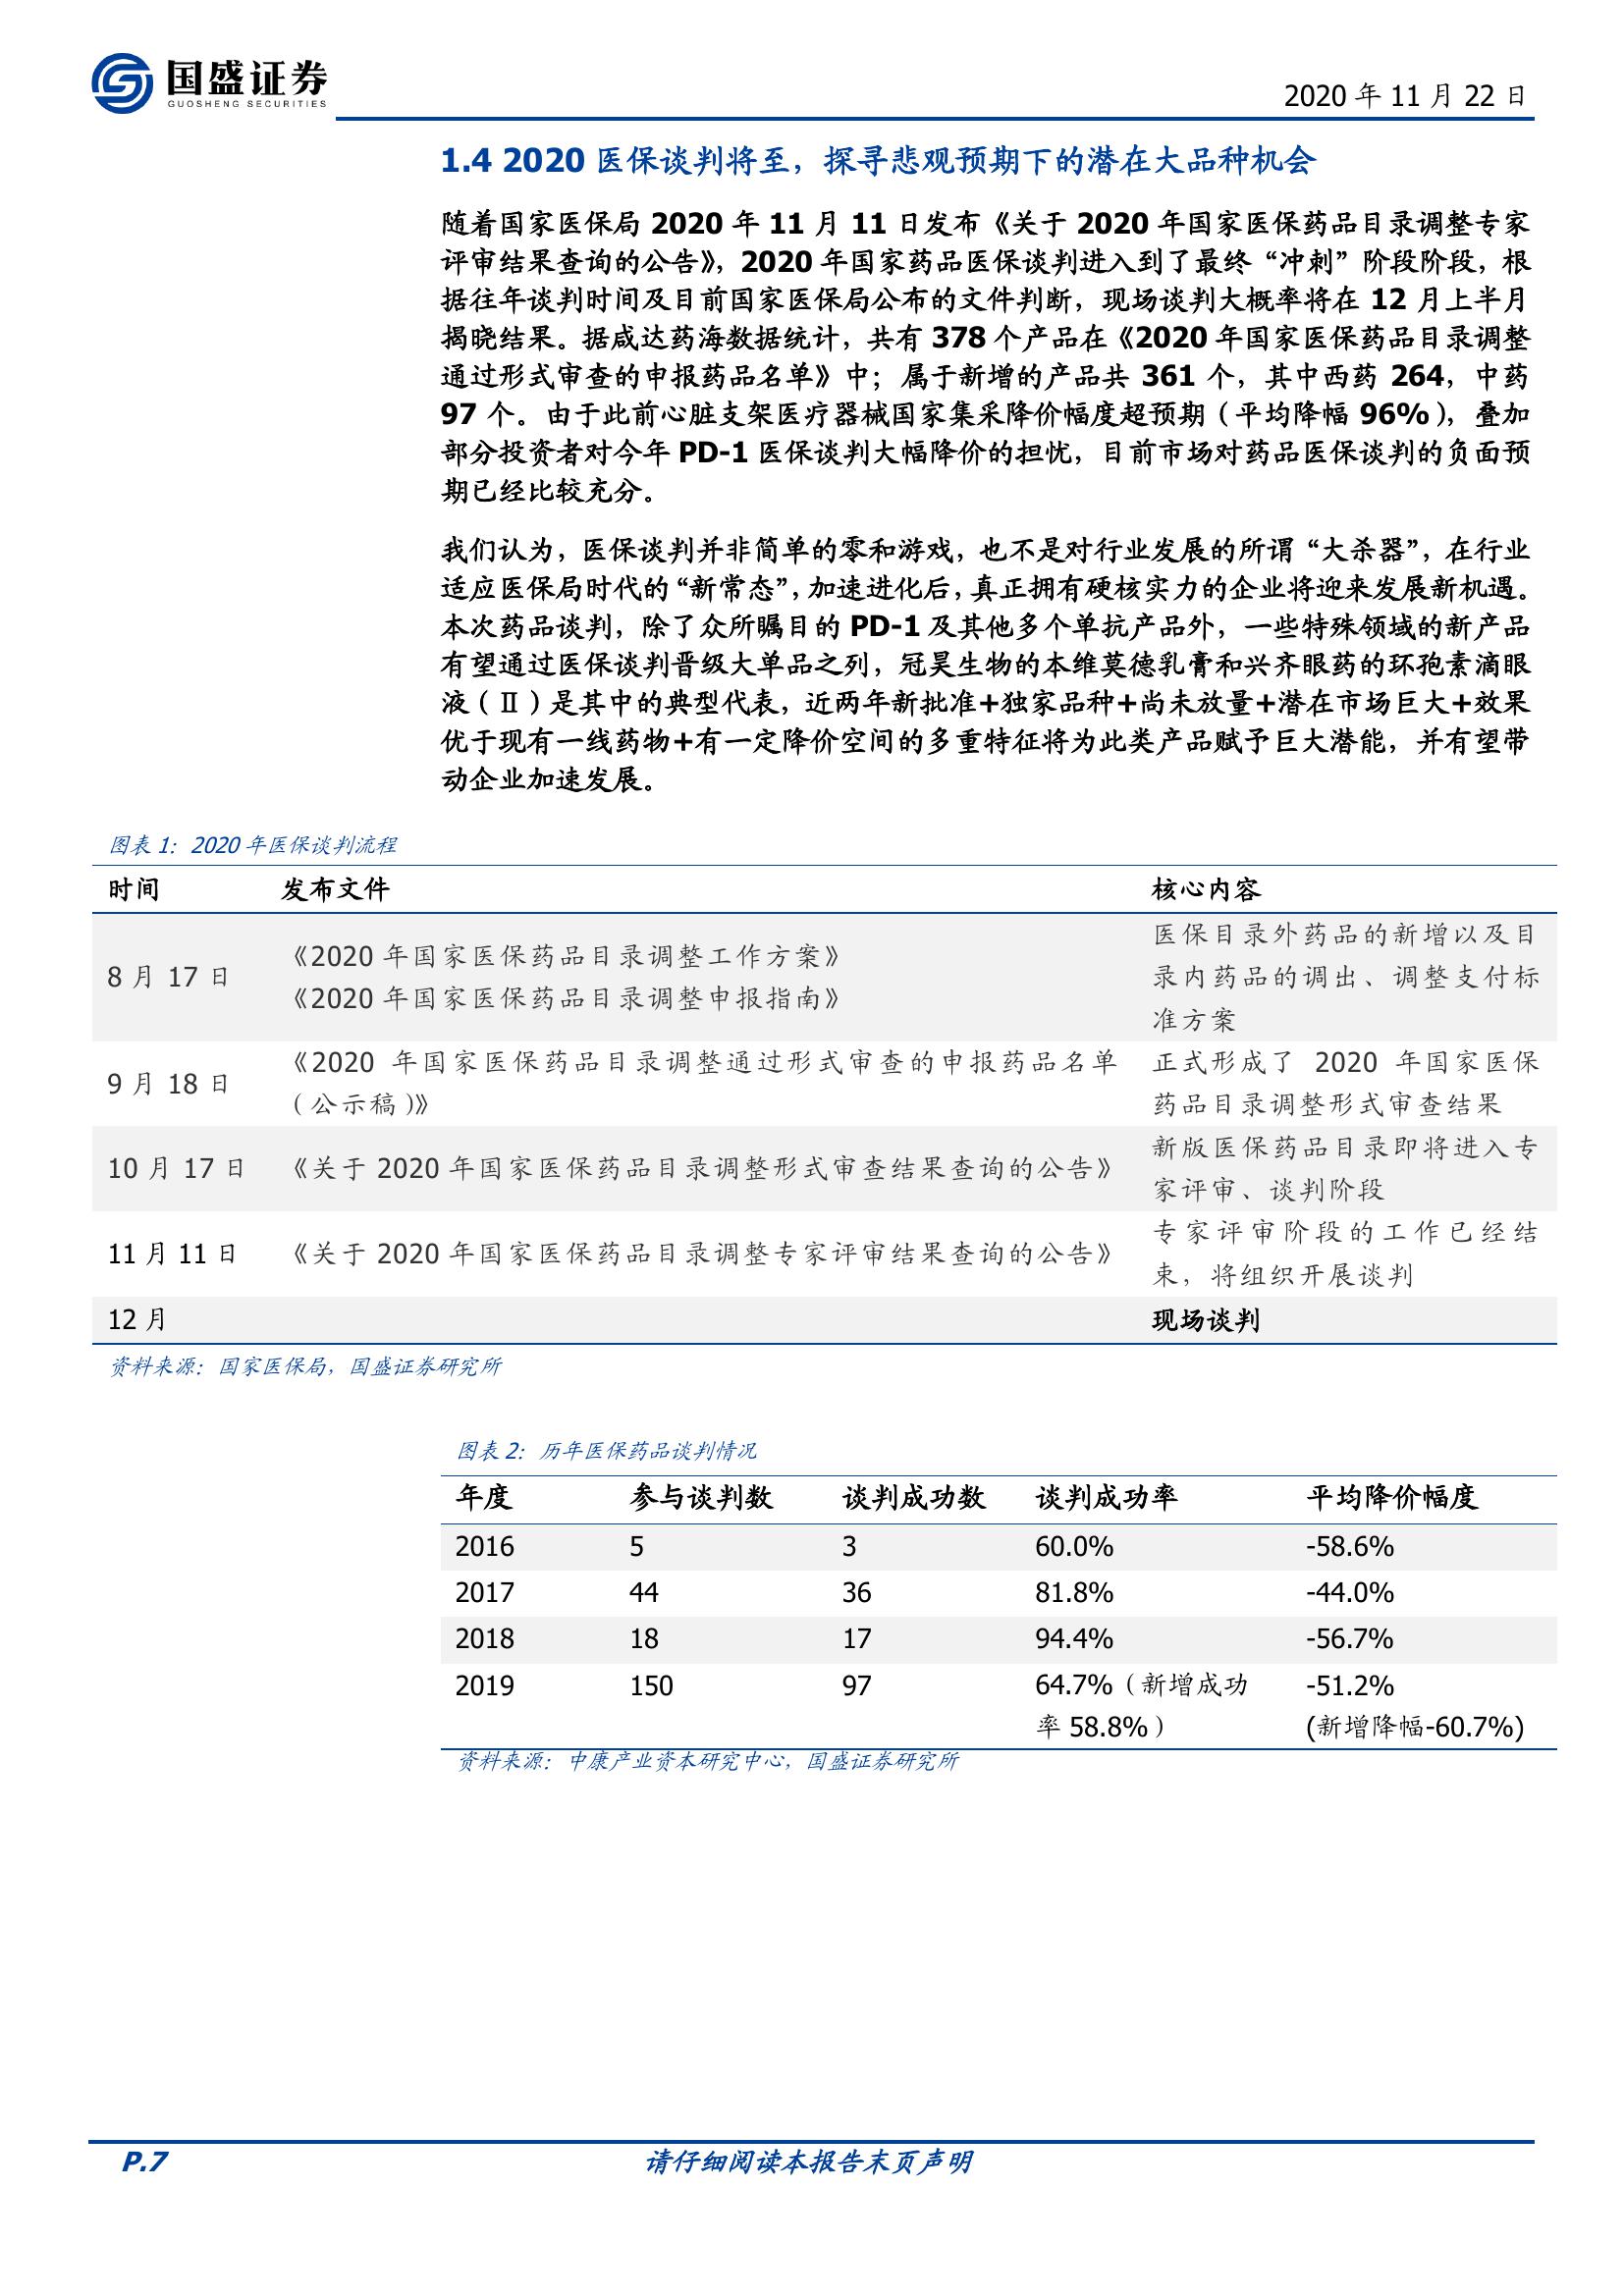 国盛证券
GUOSHENG SECURITIES
2020 年 11 月 22 日
1.4 2020 医保谈判将至，探寻悲观预期下的潜在大品种机会
随着国家医保局 2020 年 11 月 11 日发布《关于 2020 年国家医保药品目录调整专家
评审结果查询的公告》，2020 年国家药品医保谈判进入到了最终“冲刺”阶段阶段，根
据往年谈判时间及目前国家医保局公布的文件判断，现场谈判大概率将在 12 月上半月
揭晓结果。据咸达药海数据统计，共有 378 个产品在《2020 年国家医保药品目录调整
通过形式审查的申报药品名单》中；属于新增的产品共 361 个，其中西药 264，中药
97 个。由于此前心脏支架医疗器械国家集采降价幅度超预期（平均降幅 96%），叠加
部分投资者对今年 PD-1 医保谈判大幅降价的担忧，目前市场对药品医保谈判的负面预
期已经比较充分。
我们认为，医保谈判并非简单的零和游戏，也不是对行业发展的所谓“大杀器”，在行业
适应医保局时代的“新常态”，加速进化后，真正拥有硬核实力的企业将迎来发展新机遇。
本次药品谈判，除了众所瞩目的 PD-1 及其他多个单抗产品外，一些特殊领域的新产品
有望通过医保谈判晋级大单品之列，冠昊生物的本维莫德乳膏和兴齐眼药的环孢素滴眼
液（Ⅱ）是其中的典型代表，近两年新批准+独家品种+尚未放量+潜在市场巨大+效果
优于现有一线药物+有一定降价空间的多重特征将为此类产品赋予巨大潜能，并有望带
动企业加速发展。
图表 1：2020 年医保谈判流程
时间 发布文件 核心内容
8 月 17 日 《2020 年国家医保药品目录调整工作方案》
《2020 年国家医保药品目录调整申报指南》
医保目录外药品的新增以及目
录内药品的调出、调整支付标
准方案
9 月 18 日 《2020 年国家医保药品目录调整通过形式审查的申报药品名单
（公示稿）》
正式形成了 2020 年国家医保
药品目录调整形式审查结果
10 月 17 日 《关于 2020 年国家医保药品目录调整形式审查结果查询的公告》
新版医保药品目录即将进入专
家评审、谈判阶段
11 月 11 日 《关于 2020 年国家医保药品目录调整专家评审结果查询的公告》
专家评审阶段的工作已经结
束，将组织开展谈判
12 月 现场谈判
资料来源：国家医保局，国盛证券研究所
图表 2：历年医保药品谈判情况
年度 参与谈判数 谈判成功数 谈判成功率 平均降价幅度
2016 5 3 60.0% -58.6%
2017 44 36 81.8% -44.0%
2018 18 17 94.4% -56.7%
2019 150 97 64.7%（新增成功 -51.2%
率 58.8%） (新增降幅-60.7%)
资料来源：中康产业资本研究中心，国盛证券研究所
P.7 请仔细阅读本报告末页声明